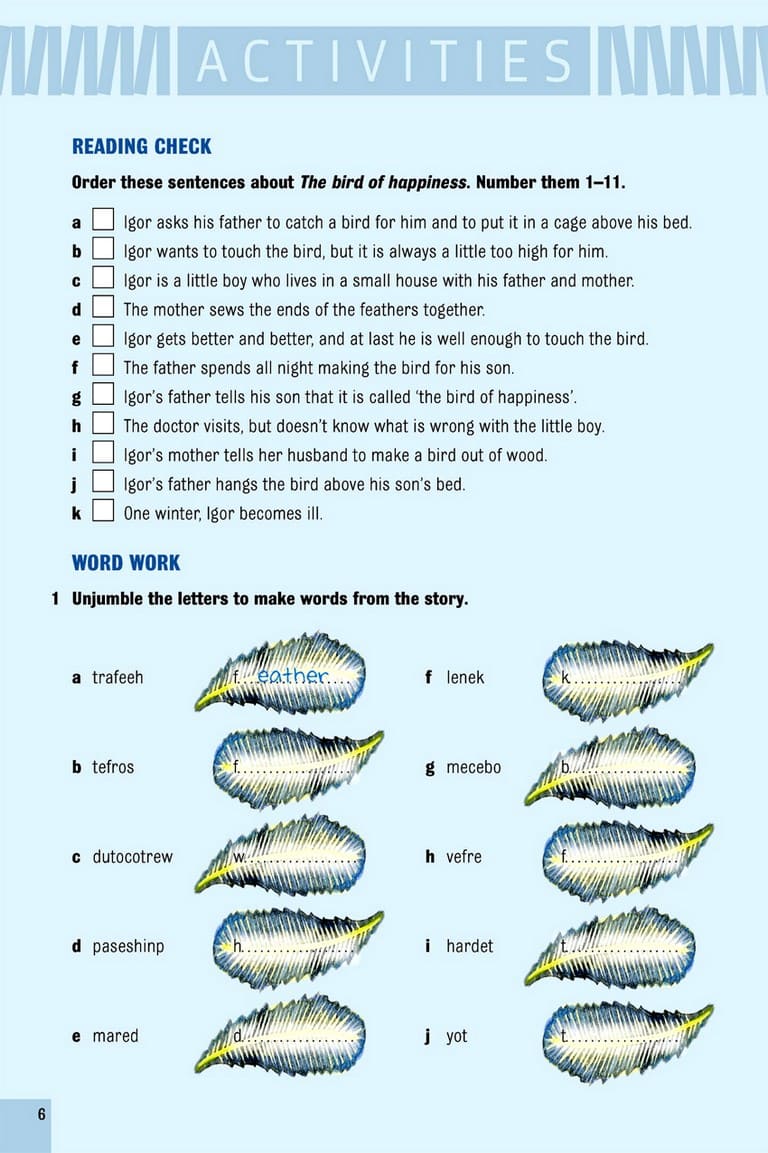 ACTIVITIES
READING CHECK
Order these sentences about The bird of happiness. Number them 1–11.
a Igor asks his father to catch a bird for him and to put it in a cage above his bed.
b Igor wants to touch the bird, but it is always a little too high for him.
c Igor is a little boy who lives in a small house with his father and mother.
d The mother sews the ends of the feathers together.
e Igor gets better and better, and at last he is well enough to touch the bird.
f The father spends all night making the bird for his son.
g Igor's father tells his son that it is called 'the bird of happiness'.
h The doctor visits, but doesn't know what is wrong with the little boy.
i Igor's mother tells her husband to make a bird out of wood.
j Igor's father hangs the bird above his son's bed.
k One winter, Igor becomes ill.
WORD WORK
1 Unjumble the letters to make words from the story.
a trafeeh f...eather....
f lenek k....................
b tefros f....................
g mecebo b....................
c dutocotrew w....................
h vefre f....................
d paseshinp h....................
i hardet t....................
e mared d....................
j yot t....................
6